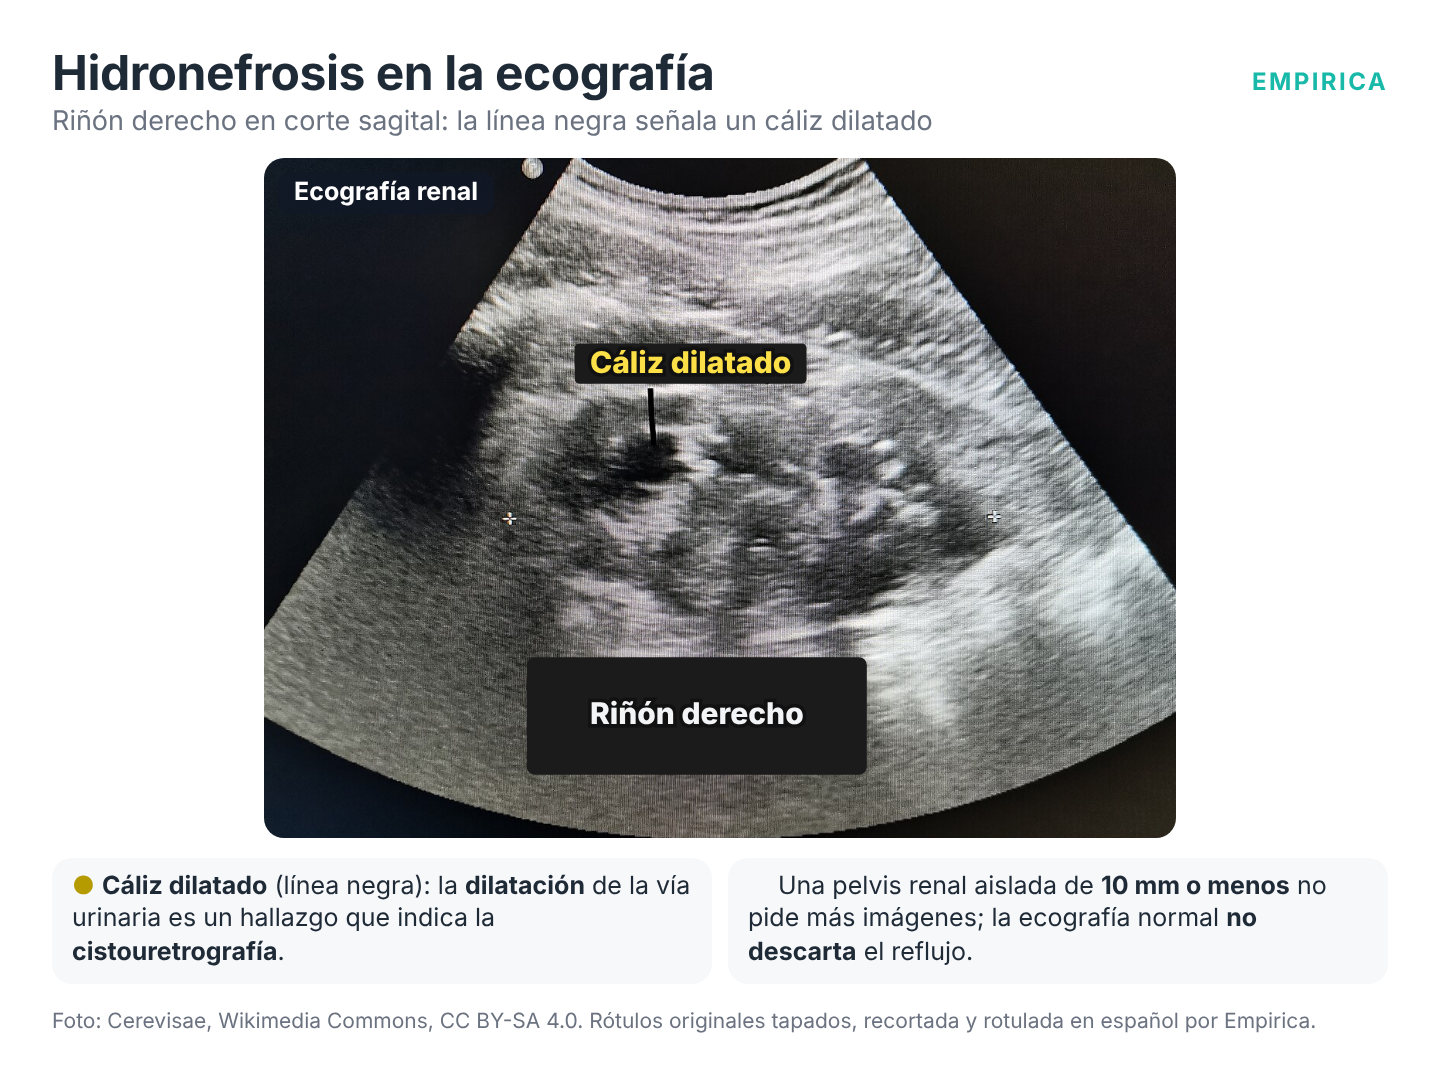 Hidronefrosis en la ecografía
EMPIRICA
Riñón derecho en corte sagital: la línea negra señala un cáliz dilatado
Ecografía renal
Cáliz dilatado
Riñón derecho
Cáliz dilatado (línea negra): la dilatación de la vía
urinaria es un hallazgo que indica la
cistouretrografía.
Una pelvis renal aislada de 10 mm o menos no
pide más imágenes; la ecografía normal no
descarta el reflujo.
Foto: Cerevisae, Wikimedia Commons, CC BY-SA 4.0. Rótulos originales tapados, recortada y rotulada en español por Empirica.